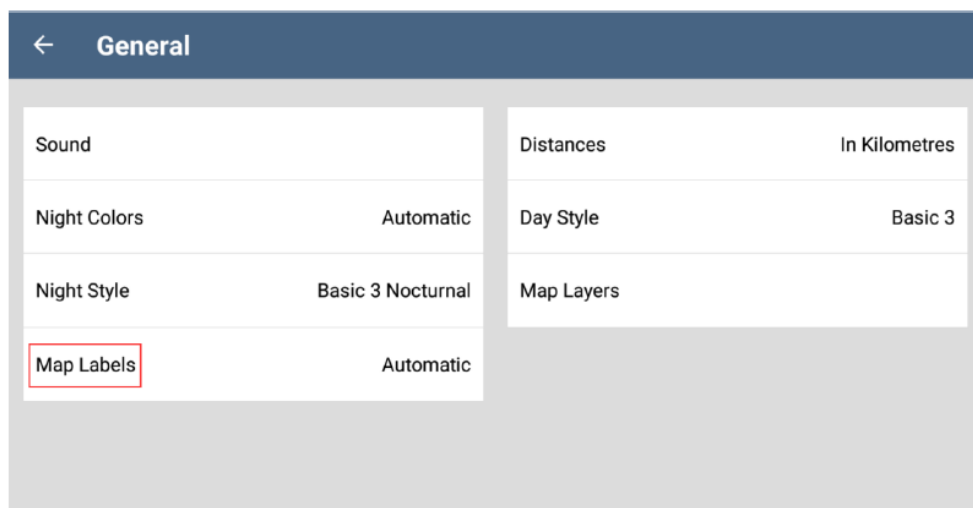 General
Sound
Night Colors Automatic
Night Style Basic 3 Nocturnal
Map Labels Automatic
Distances In Kilometres
Day Style Basic 3
Map Layers